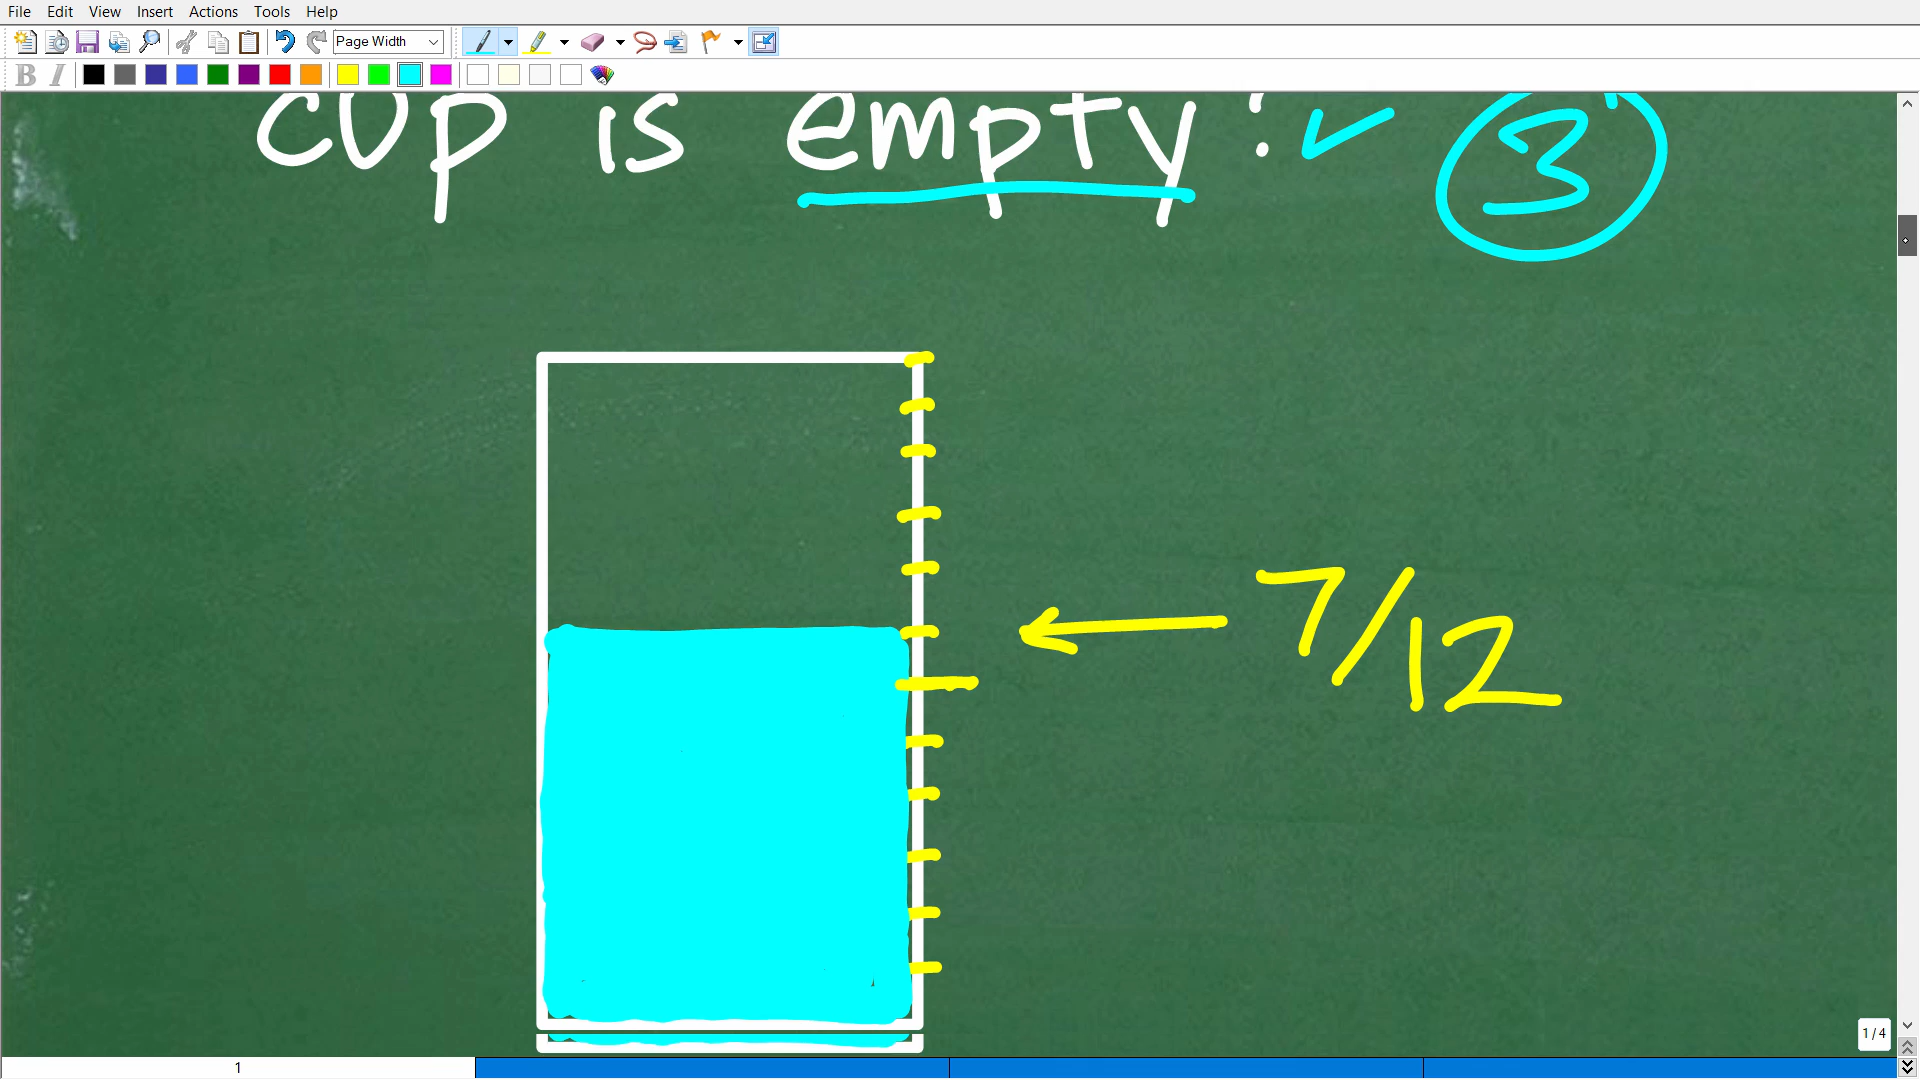 File Edit View Insert Actions Tools Help
Page Width
B I
cup is empty: 3
7/12
1 / 4
1